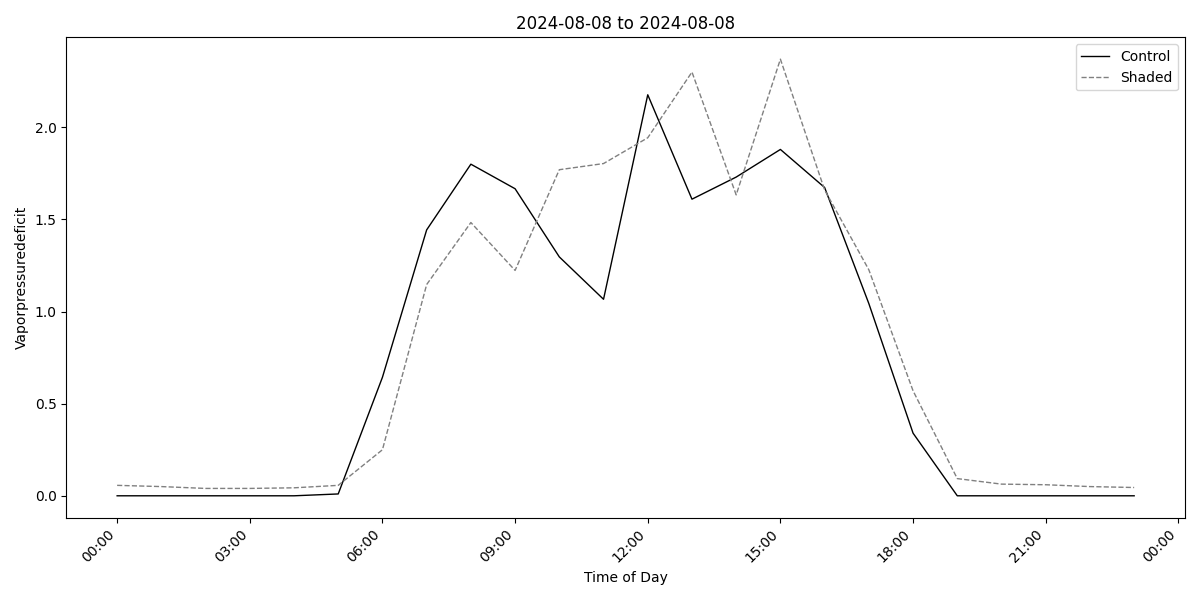 2024-08-08 to 2024-08-08
Control
Shaded
Vaporpressuredeficit
2.0
1.5
1.0
0.5
0.0
00:00
03:00
06:00
09:00
12:00
15:00
18:00
21:00
00:00
Time of Day